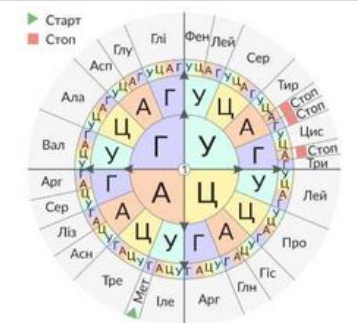 Старт
Стоп
Фен
Лей
Сер
Тир
Стоп
Стоп
Цис
Стоп
Три
Лей
Про
Гіс
Глн
Арг
Іле
Мет
Тре
Асн
Ліз
Сер
Арг
Вал
Ала
Асп
Глу
Глі
У Ц А Г
У Ц А Г
У Ц А Г
У Ц А Г
Г У
А Ц
1